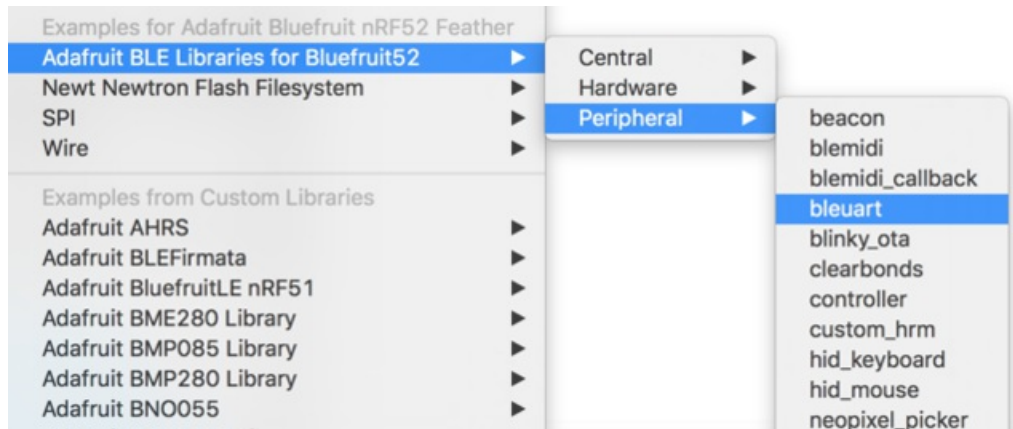 Examples for Adafruit Bluefruit nRF52 Feather
Adafruit BLE Libraries for Bluefruit52
Newt Newtron Flash Filesystem
SPI
Wire
Examples from Custom Libraries
Adafruit AHRS
Adafruit BLEFirmata
Adafruit BluefruitLE nRF51
Adafruit BME280 Library
Adafruit BMP085 Library
Adafruit BMP280 Library
Adafruit BNO055
Central
Hardware
Peripheral
beacon
blemidi
blemidi_callback
bleuart
blinky_ota
clearbonds
controller
custom_hrm
hid_keyboard
hid_mouse
neopixel_picker